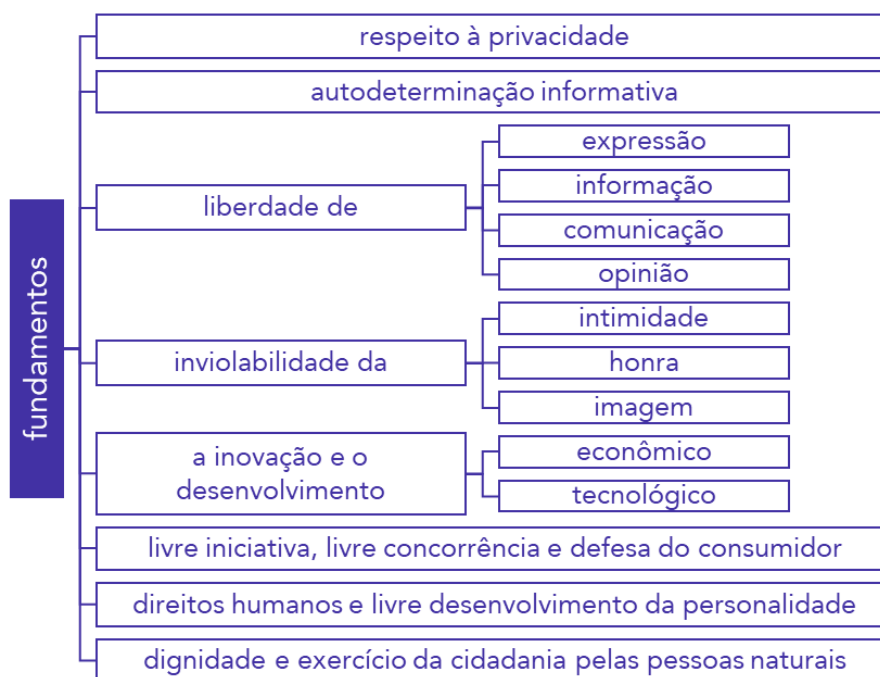 fundamentos
respeito à privacidade
autodeterminação informativa
liberdade de
expressão
informação
comunicação
opinião
inviolabilidade da
intimidade
honra
imagem
a inovação e o
desenvolvimento
econômico
tecnológico
livre iniciativa, livre concorrência e defesa do consumidor
direitos humanos e livre desenvolvimento da personalidade
dignidade e exercício da cidadania pelas pessoas naturais